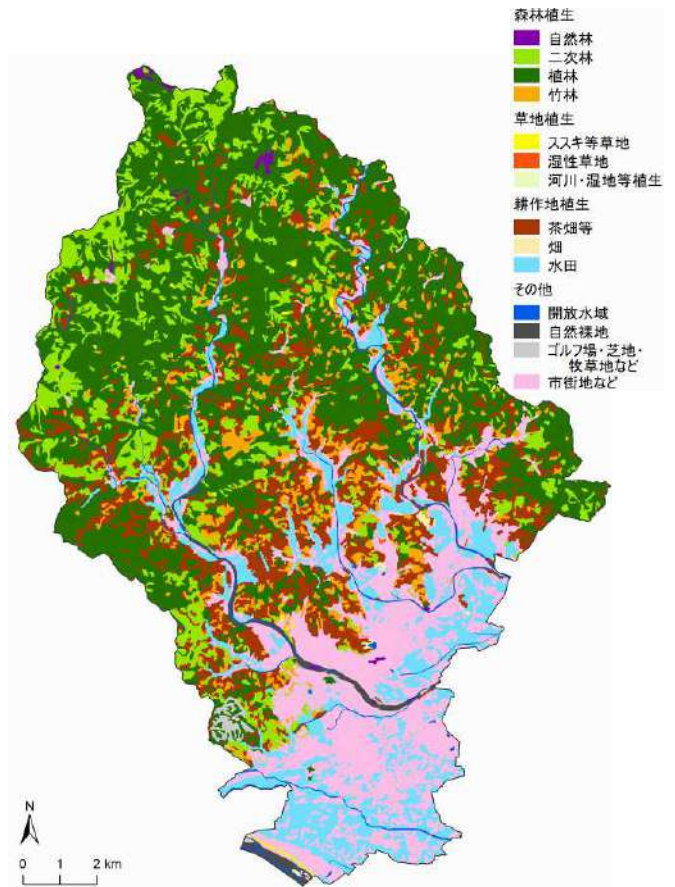 森林植生
自然林
二次林
植林
竹林
草地植生
ススキ等草地
湿性草地
河川・湿地等植生
耕作地植生
茶畑等
畑
水田
その他
開放水域
自然裸地
ゴルフ場・芝地・
牧草地など
市街地など
N
0 1 2 km